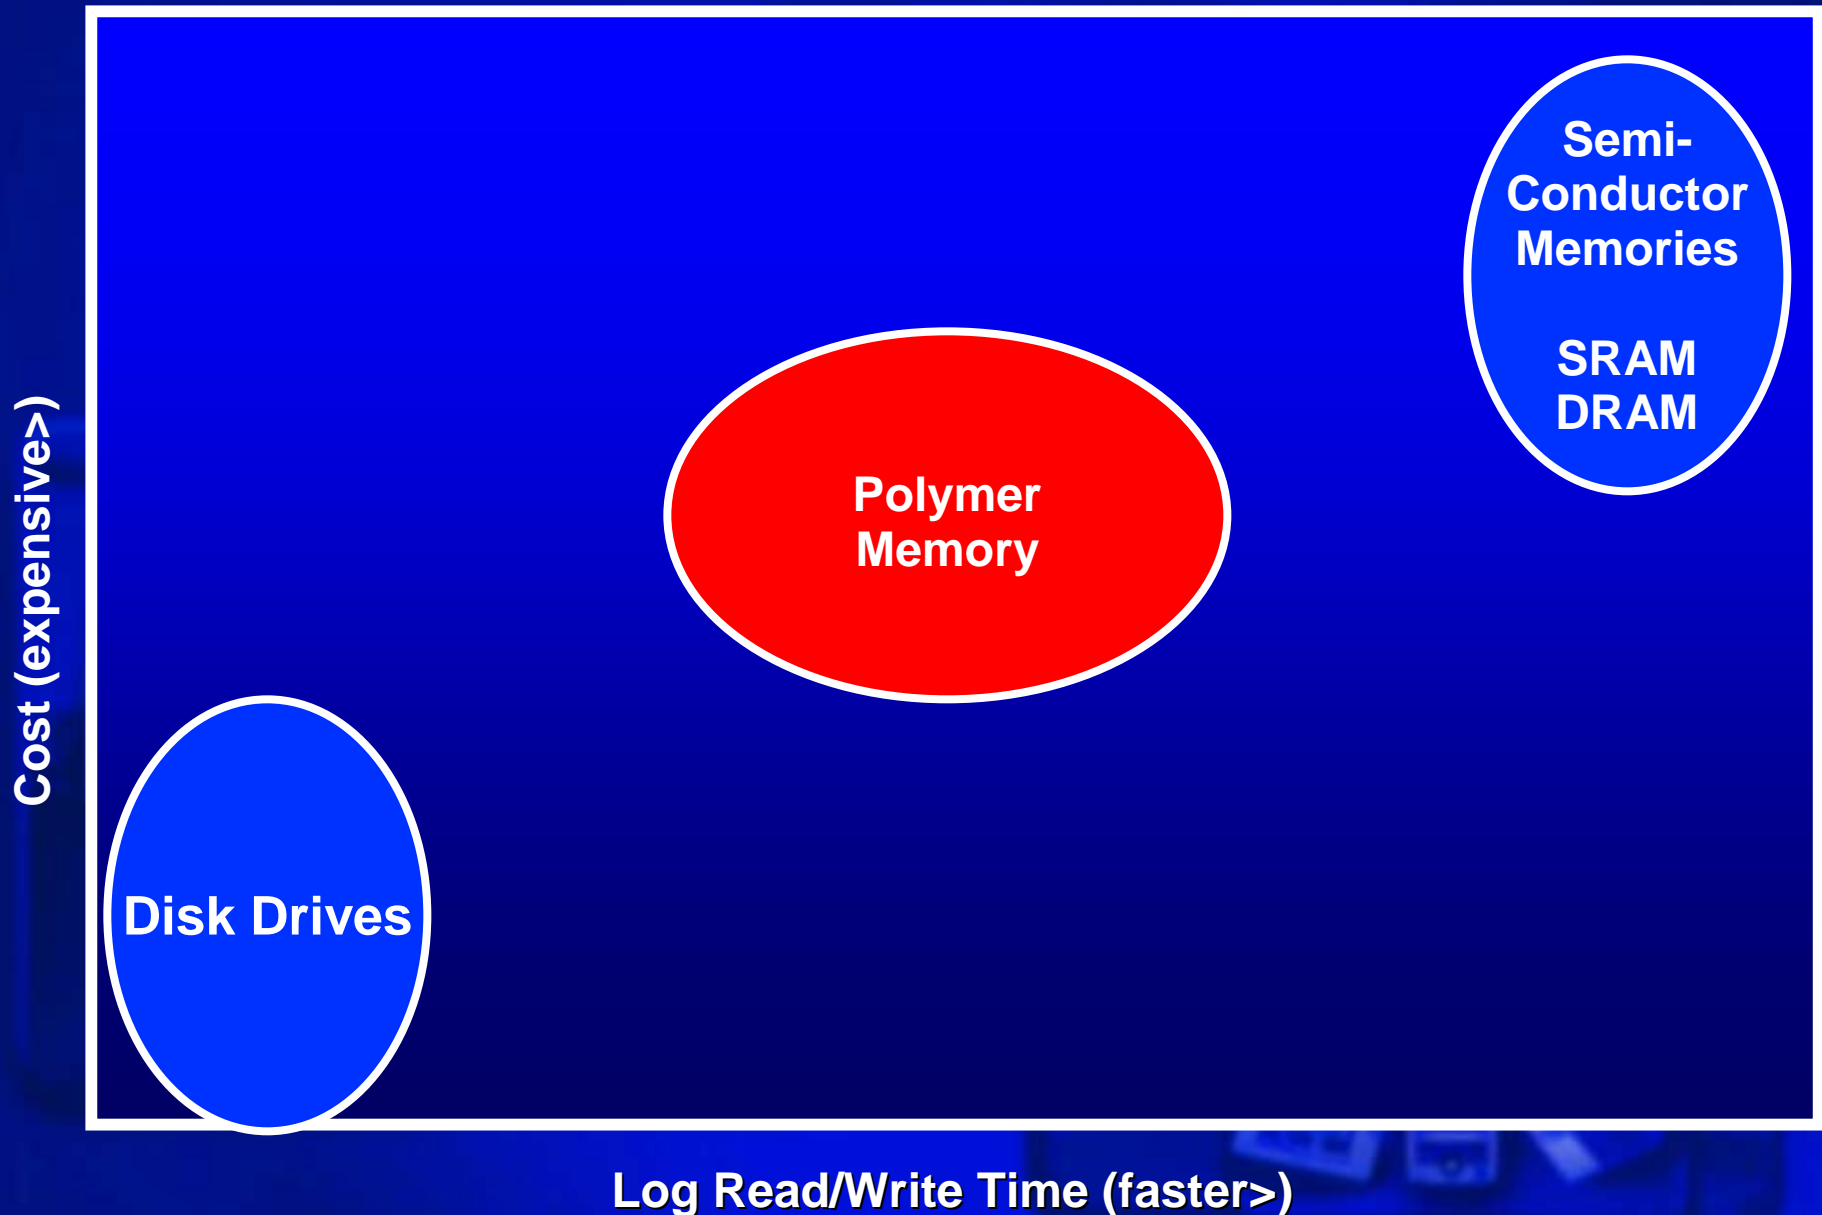 Semi-
Conductor
Memories
SRAM
DRAM
Polymer
Memory
Cost (expensive>)
Disk Drives
Log Read/Write Time (faster>)